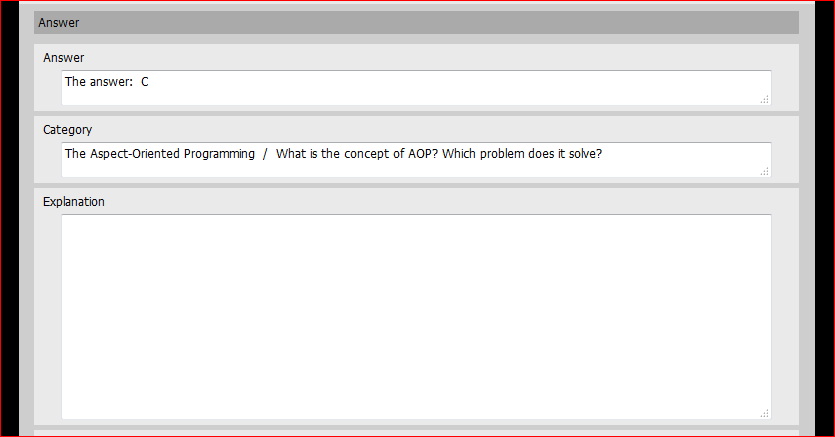 Answer
Answer
The answer:  C
Category
The Aspect-Oriented Programming  /  What is the concept of AOP? Which problem does it solve?
Explanation